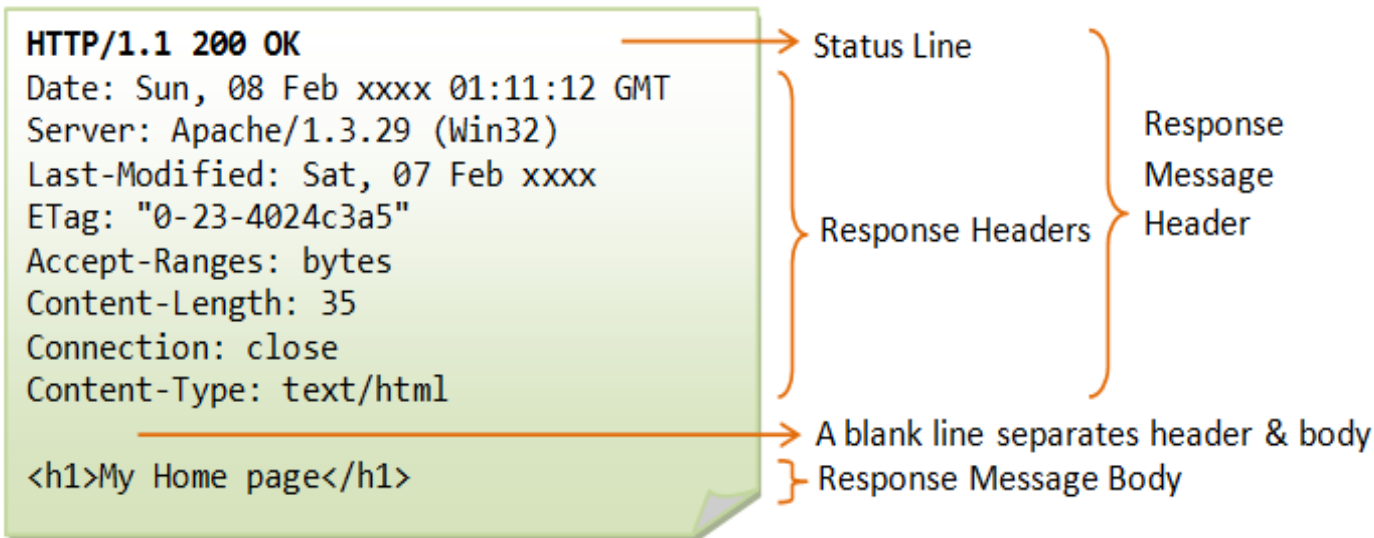 HTTP/1.1 200 OK
Date: Sun, 08 Feb xxxx 01:11:12 GMT
Server: Apache/1.3.29 (Win32)
Last-Modified: Sat, 07 Feb xxxx
ETag: "0-23-4024c3a5"
Accept-Ranges: bytes
Content-Length: 35
Connection: close
Content-Type: text/html
<h1>My Home page</h1>
Status Line
Response Headers
Response
Message
Header
A blank line separates header & body
Response Message Body